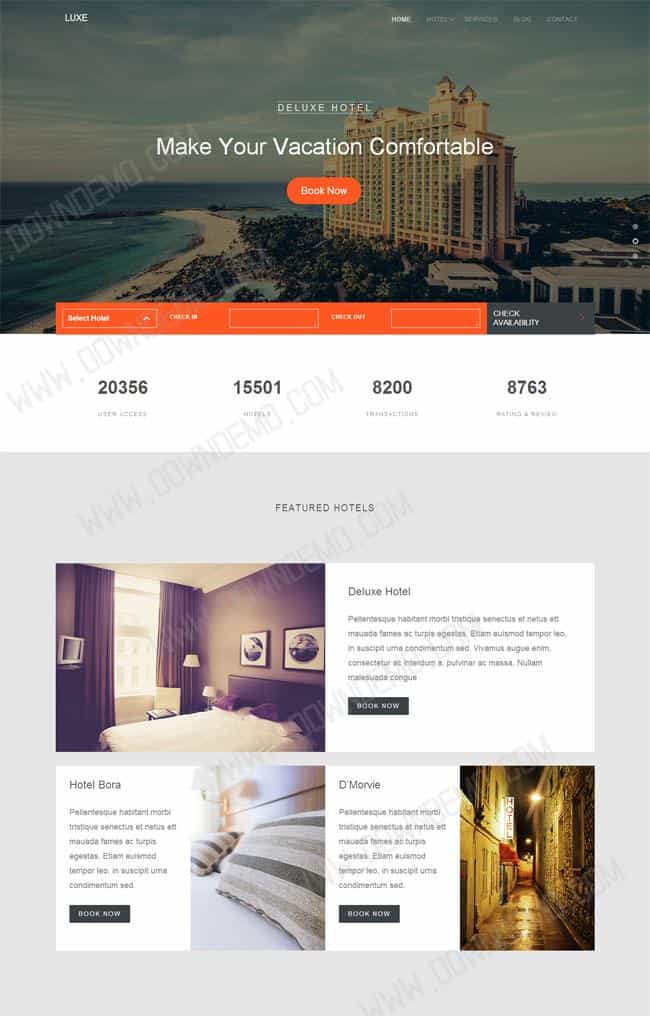 LUXE
HOME HOTEL SERVICES BLOG CONTACT
DELUXE HOTEL
Make Your Vacation Comfortable
Book Now
Select Hotel CHECK IN CHECK OUT CHECK
AVAILABILITY
20356 15501 8200 8763
USER ACCESS HOTELS TRANSACTIONS RATING & REVIEW
FEATURED HOTELS
Deluxe Hotel
Pellentesque habitant morbi tristique senectus et netus ett
mauada fames ac turpis egestas. Etiam euismod tempor leo,
in suscipit urna condimentum sed. Vivamus augue enim,
consectetur ac interdum a, pulvinar ac massa. Nullam
malesuada congue
BOOK NOW
Hotel Bora
Pellentesque habitant morbi
tristique senectus et netus ett
mauada fames ac turpis
egestas. Etiam euismod
tempor leo, in suscipit urna
condimentum sed.
BOOK NOW
D'Morvie
Pellentesque habitant morbi
tristique senectus et netus ett
mauada fames ac turpis
egestas. Etiam euismod
tempor leo, in suscipit urna
condimentum sed.
BOOK NOW
HOTEL
WWW.DOWNDEMO.COM
WWW.DOWNDEMO.COM